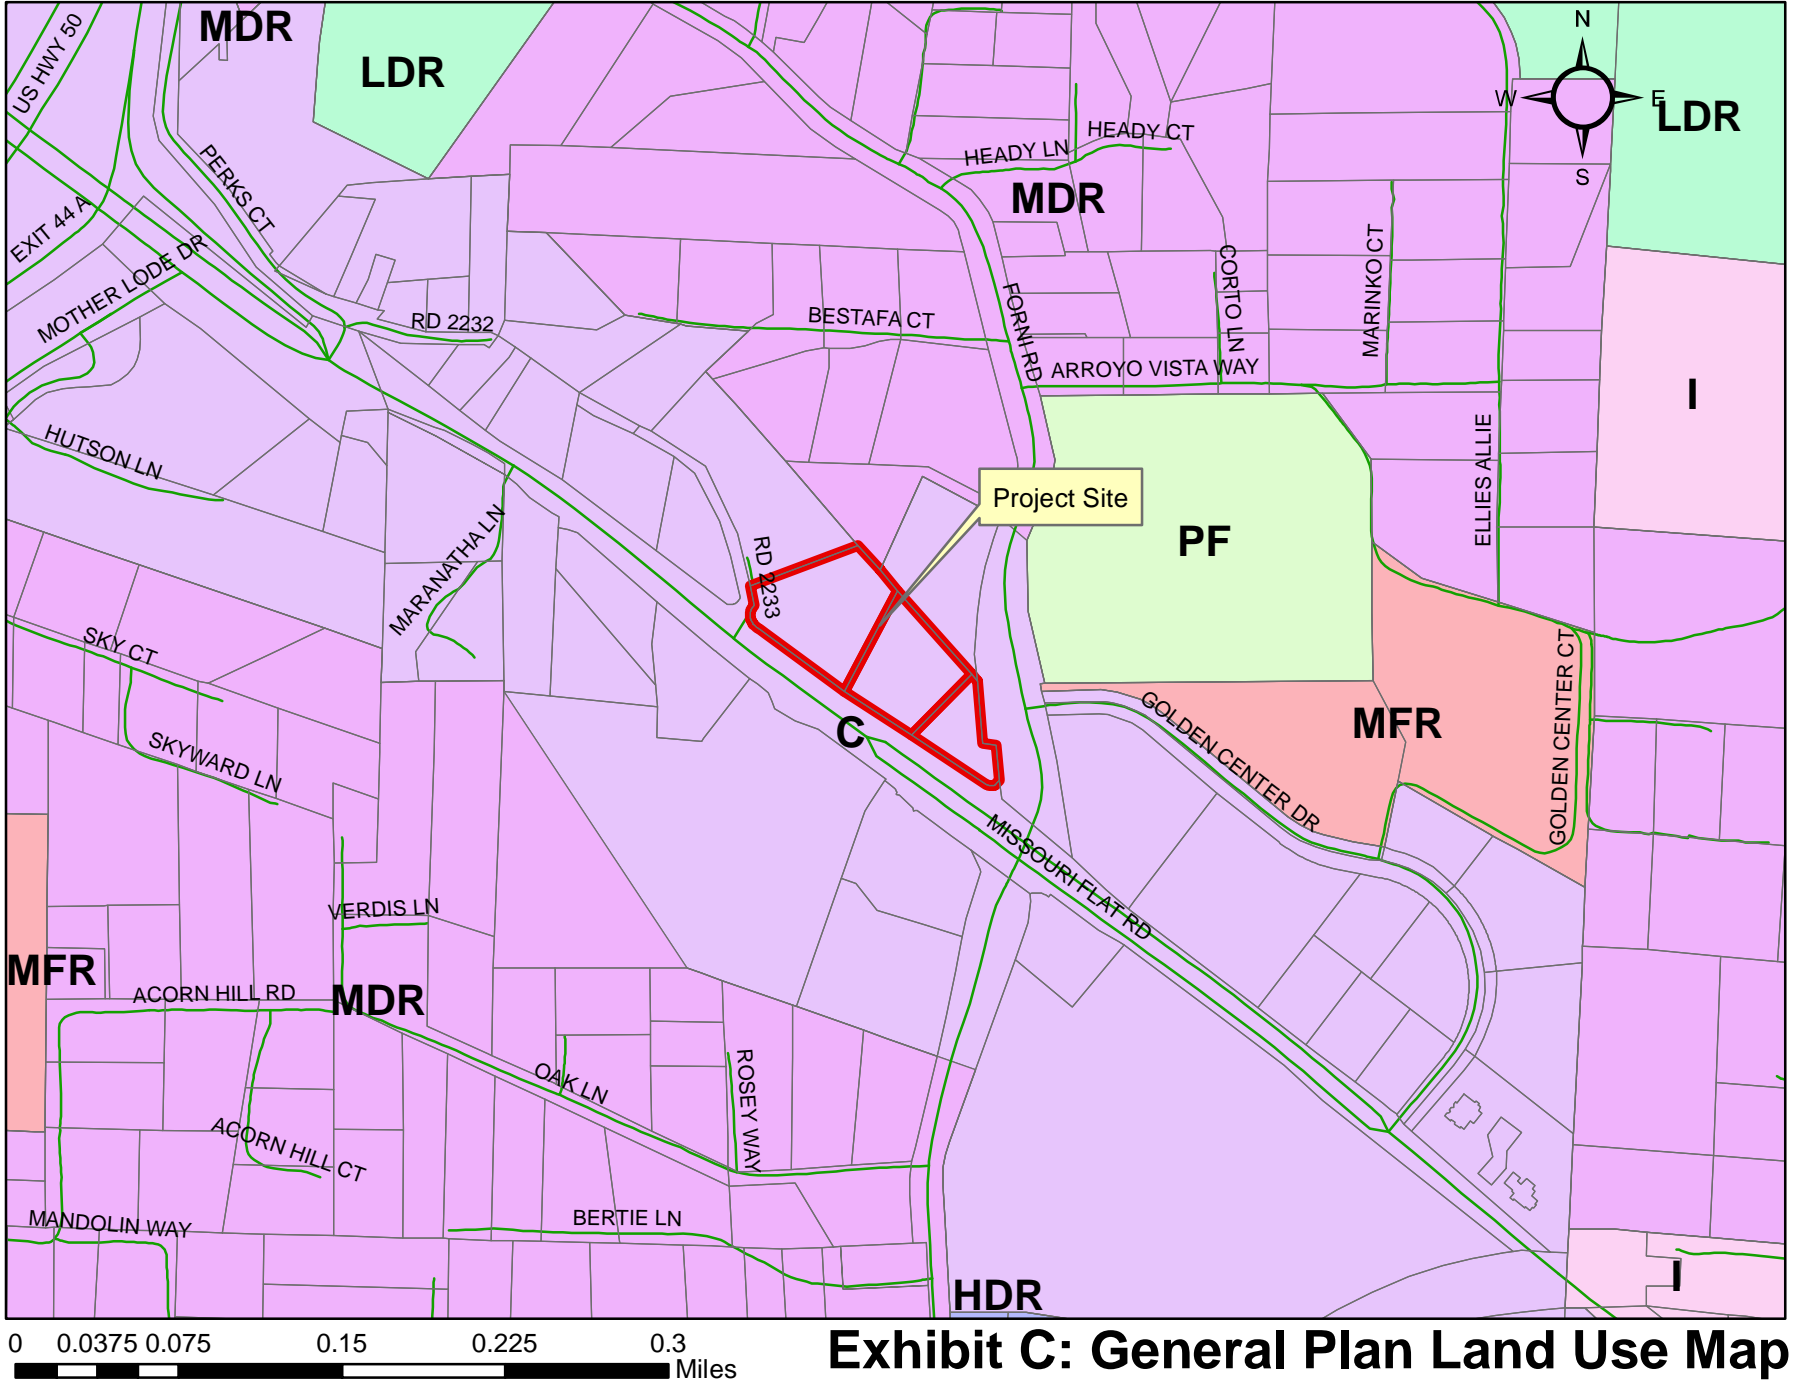 MDR
LDR
US HWY 50
N
W
E
S
LDR
HEADY CT
HEADY LN
PERKS CT
MDR
EXIT 44 A
MOTHER LODE DR
RD 2232
BESTAFA CT
FORNI RD
CORTO LN
MARINKO CT
ARROYO VISTA WAY
I
HUTSON LN
ELLIES ALLIE
Project Site
PF
MARANATHA LN
RD 2233
SKY CT
GOLDEN CENTER CT
GOLDEN CENTER DR
MFR
C
SKYWARD LN
MISSOURI FLAT RD
VERDIS LN
MFR
ACORN HILL RD
MDR
OAK LN
ROSEY WAY
ACORN HILL CT
MANDOLIN WAY
BERTIE LN
HDR
I
0 0.0375 0.075 0.15 0.225 0.3
Miles
Exhibit C: General Plan Land Use Map